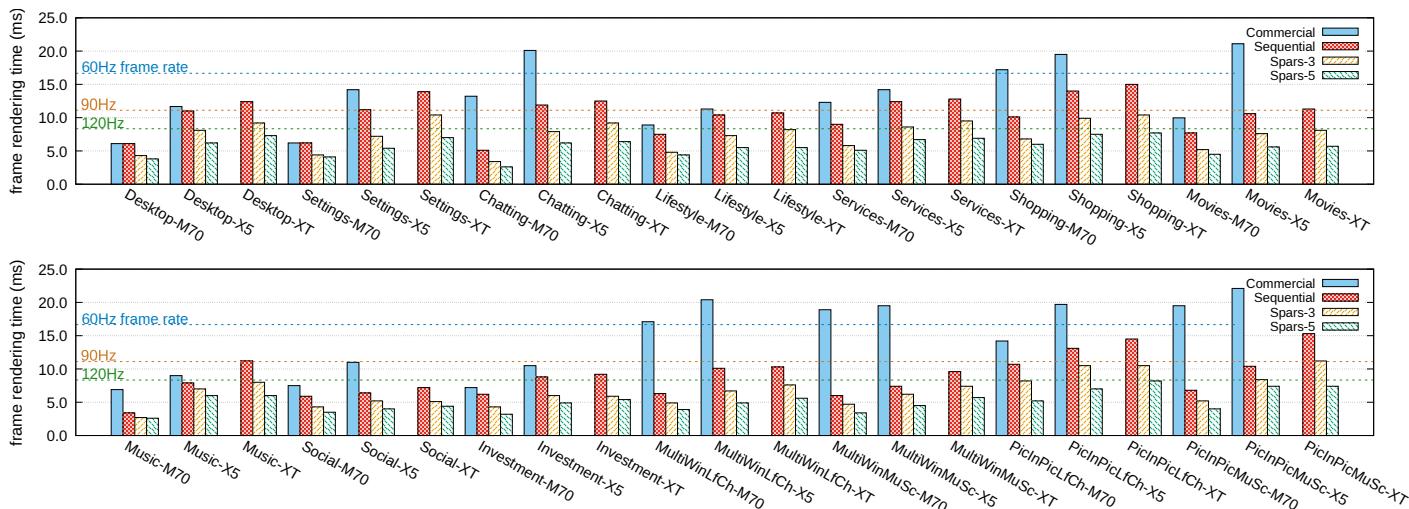 frame rendering time (ms)
25.0
20.0
15.0
10.0
5.0
0.0
60Hz frame rate
90Hz
120Hz
Commercial
Sequential
Spars-3
Spars-5
Desktop-M70
Desktop-X5
Desktop-XT
Settings-M70
Settings-X5
Settings-XT
Chatting-M70
Chatting-X5
Chatting-XT
Lifestyle-M70
Lifestyle-X5
Lifestyle-XT
Services-M70
Services-X5
Services-XT
Shopping-M70
Shopping-X5
Shopping-XT
Movies-M70
Movies-X5
Movies-XT
frame rendering time (ms)
25.0
20.0
15.0
10.0
5.0
0.0
60Hz frame rate
90Hz
120Hz
Commercial
Sequential
Spars-3
Spars-5
Music-M70
Music-X5
Music-XT
Social-M70
Social-X5
Social-XT
Investment-M70
Investment-X5
Investment-XT
MultiWinLfCh-M70
MultiWinLfCh-X5
MultiWinLfCh-XT
MultiWinMuSc-M70
MultiWinMuSc-X5
MultiWinMuSc-XT
PicInPicLfCh-M70
PicInPicLfCh-X5
PicInPicLfCh-XT
PicInPicMuSc-M70
PicInPicMuSc-X5
PicInPicMuSc-XT